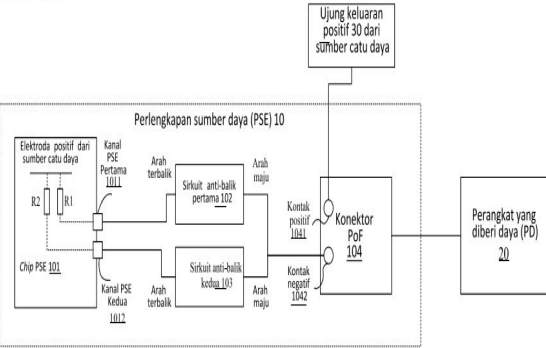 Ujung keluaran
positif 30 dari
sumber catu daya
Perlengkapan sumber daya (PSE) 10
Elektroda positif dari
sumber catu daya
R2
R1
Chip PSE 101
Kanal
PSE
Pertama
1011
Kanal PSE
Kedua
1012
Arah
terbalik
Sirkuit anti-balik
pertama 102
Arah
maju
Arah
terbalik
Sirkuit anti-balik
kedua 103
Arah
maju
Kontak
positif
1041
Konektor
PoF
104
Kontak
negatif
1042
Perangkat yang
diberi daya (PD)
20